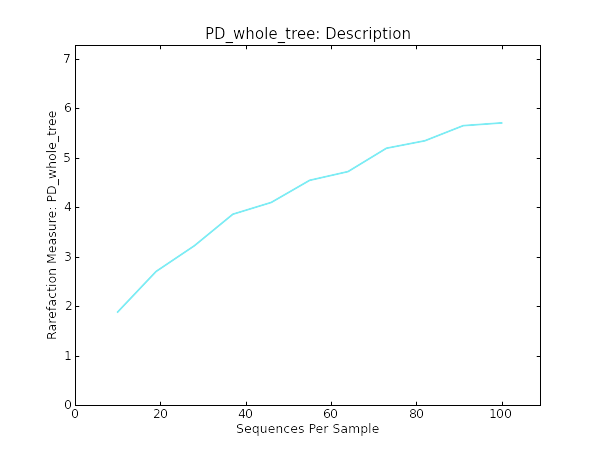 PD_whole_tree: Description
7
6
5
4
3
2
1
0
Rarefaction Measure: PD_whole_tree
0 20 40 60 80 100
Sequences Per Sample